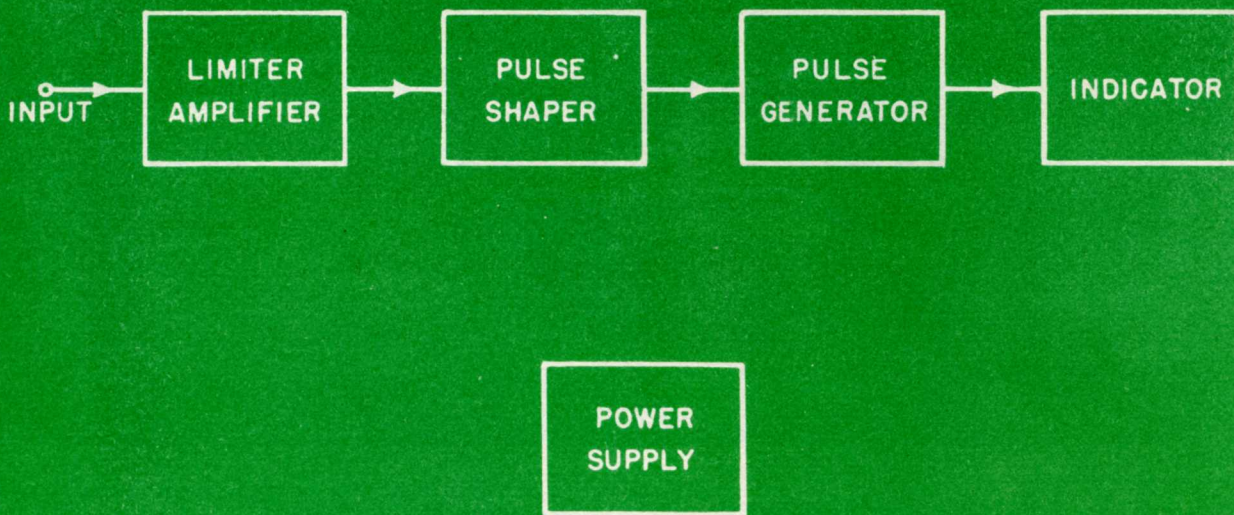 INPUT
LIMITER
AMPLIFIER
PULSE
SHAPER
PULSE
GENERATOR
INDICATOR
POWER
SUPPLY